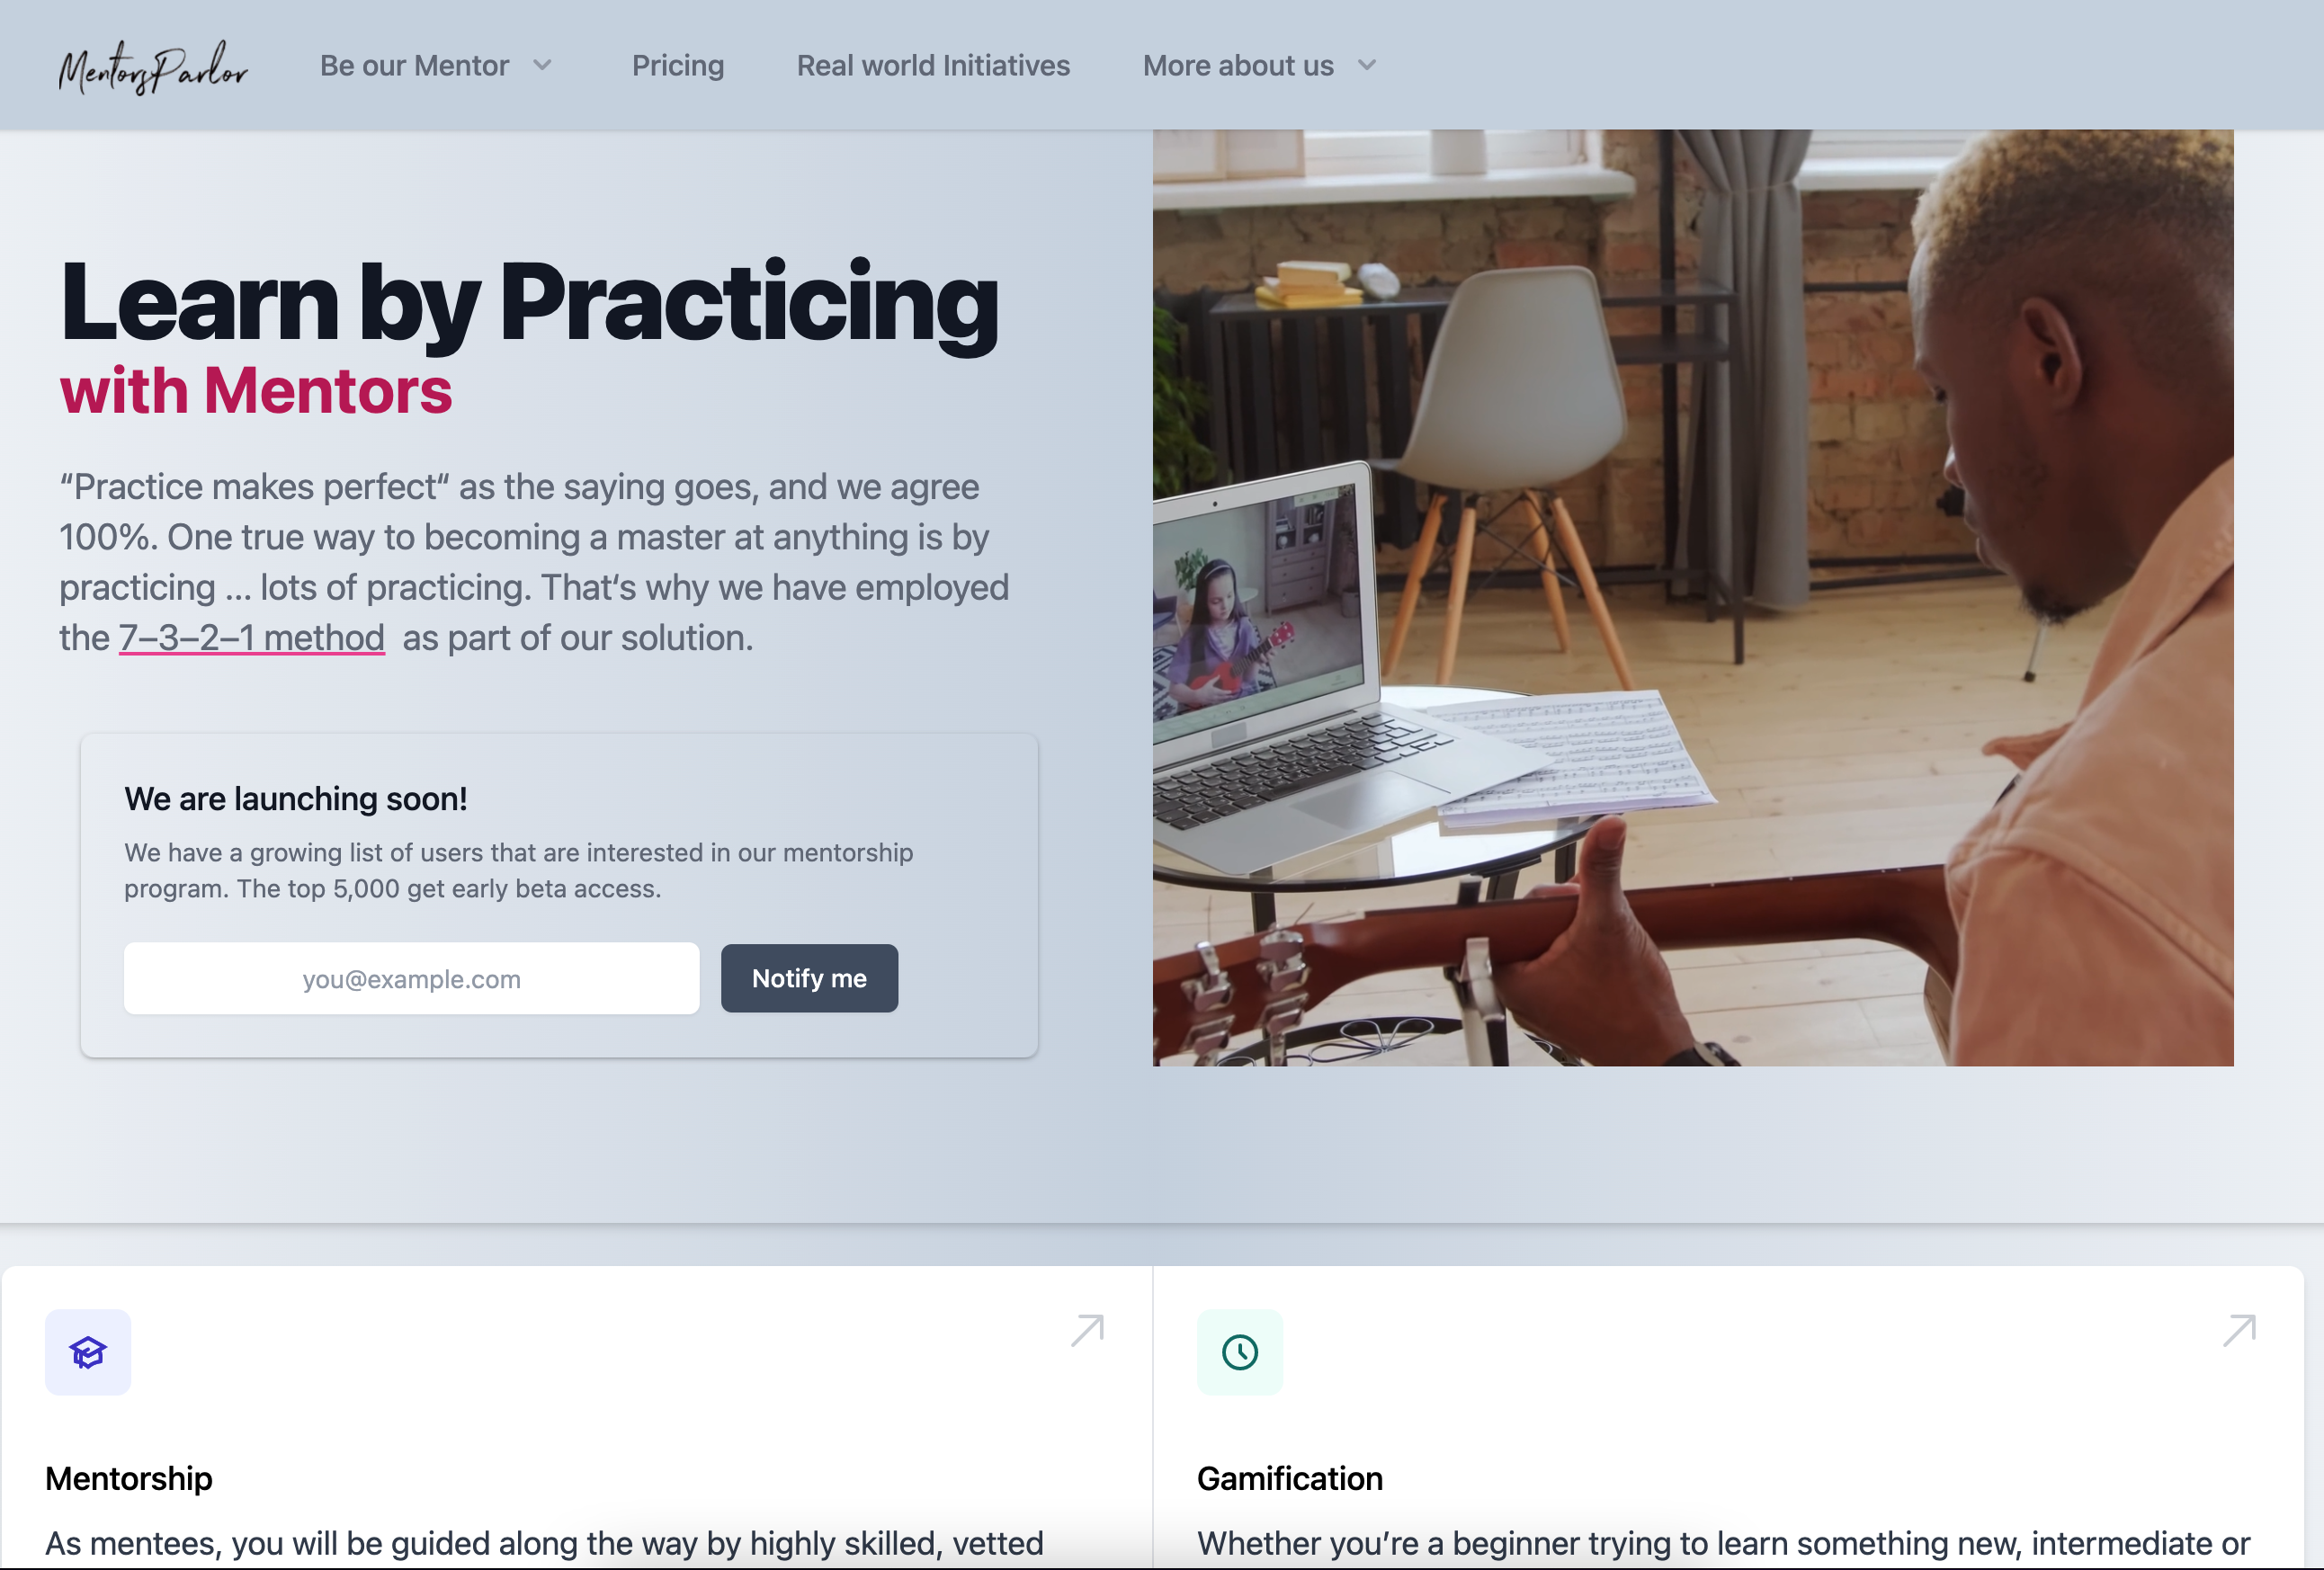 MentorsParlor
Be our Mentor
Pricing
Real world Initiatives
More about us
Learn by Practicing
with Mentors
“Practice makes perfect“ as the saying goes, and we agree
100%. One true way to becoming a master at anything is by
practicing ... lots of practicing. That‘s why we have employed
the 7–3–2–1 method as part of our solution.
We are launching soon!
We have a growing list of users that are interested in our mentorship
program. The top 5,000 get early beta access.
you@example.com
Notify me
Mentorship
As mentees, you will be guided along the way by highly skilled, vetted
Gamification
Whether you’re a beginner trying to learn something new, intermediate or